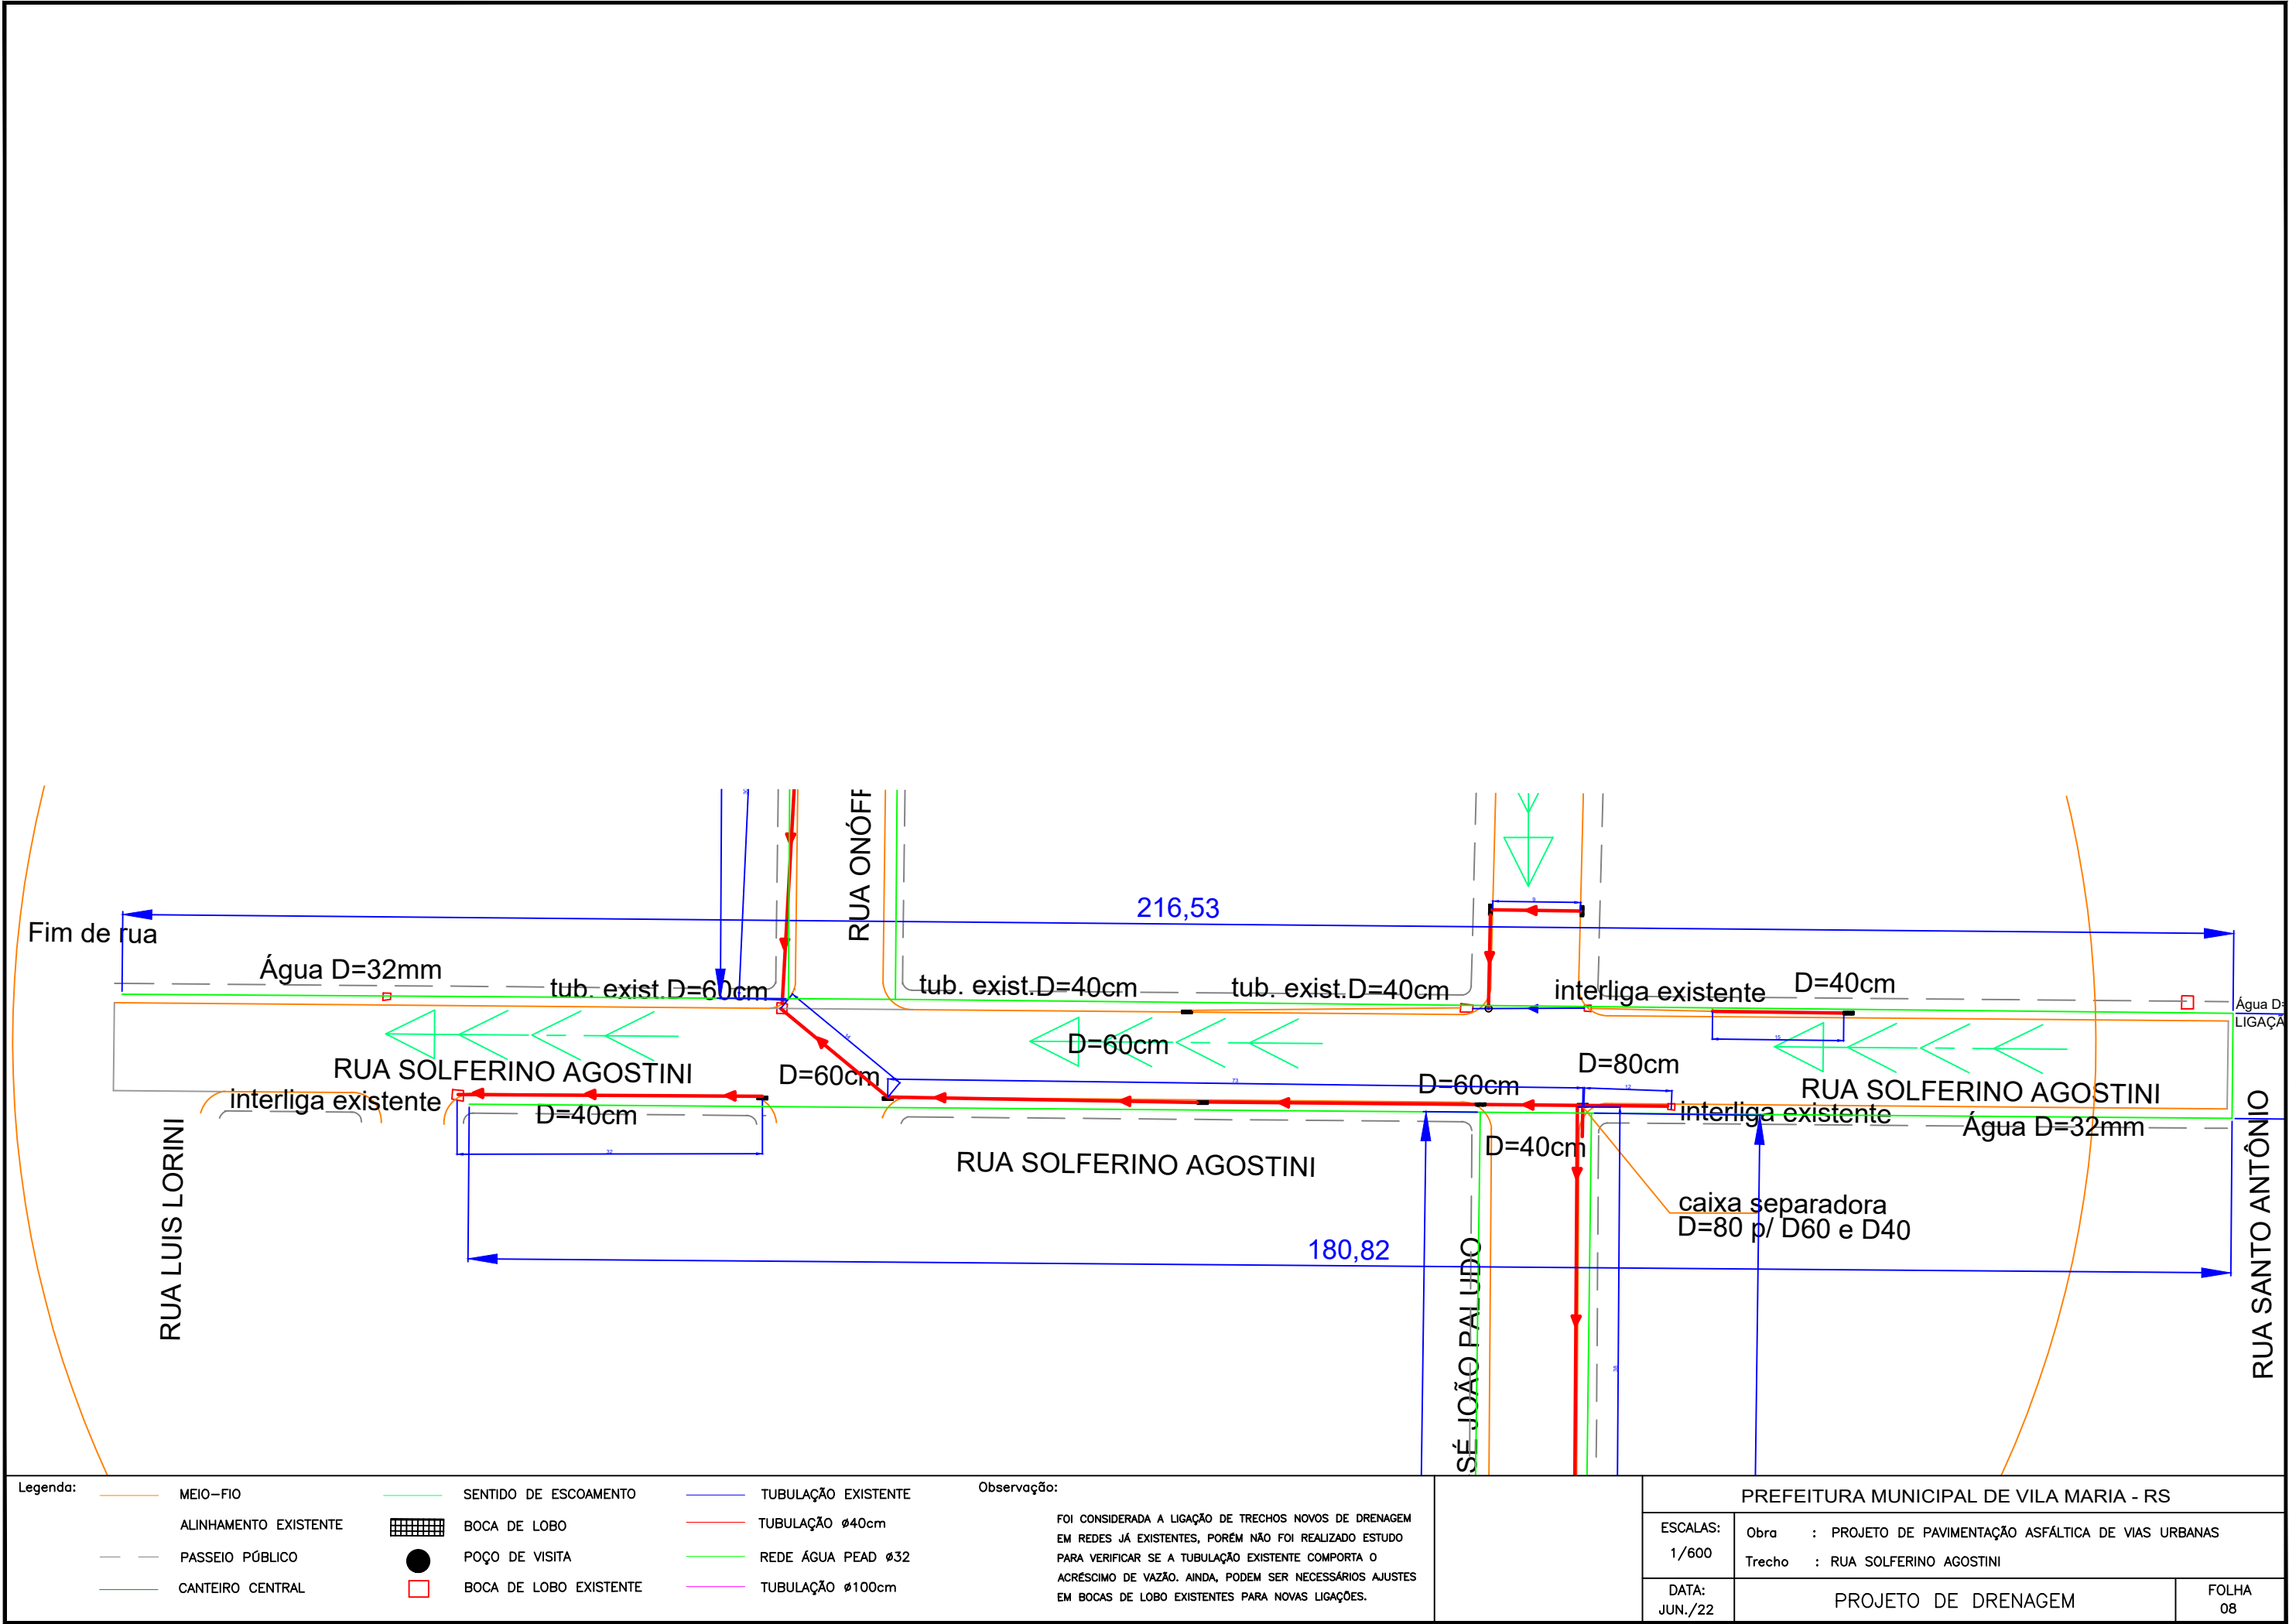 RUA ONÓF
216,53
Fim de rua
Água D=32mm
tub. exist.D=60cm
tub. exist.D=40cm
tub. exist.D=40cm
interliga existente
D=40cm
Água D=
LIGAÇÃ
D=60cm
RUA SOLFERINO AGOSTINI
D=60cm
D=80cm
D=60cm
73
12
15
9
RUA SOLFERINO AGOSTINI
interliga existente
D=40cm
interliga existente
Água D=32mm
32
D=40cm
RUA SOLFERINO AGOSTINI
caixa separadora
D=80 p/ D60 e D40
180,82
RUA LUIS LORINI
SÉ JOÃO PALUDO
RUA SANTO ANTÔNIO
Legenda:
MEIO-FIO
ALINHAMENTO EXISTENTE
PASSEIO PÚBLICO
CANTEIRO CENTRAL
SENTIDO DE ESCOAMENTO
BOCA DE LOBO
POÇO DE VISITA
BOCA DE LOBO EXISTENTE
TUBULAÇÃO EXISTENTE
TUBULAÇÃO ø40cm
REDE ÁGUA PEAD ø32
TUBULAÇÃO ø100cm
Observação:
FOI CONSIDERADA A LIGAÇÃO DE TRECHOS NOVOS DE DRENAGEM
EM REDES JÁ EXISTENTES, PORÉM NÃO FOI REALIZADO ESTUDO
PARA VERIFICAR SE A TUBULAÇÃO EXISTENTE COMPORTA O
ACRÉSCIMO DE VAZÃO. AINDA, PODEM SER NECESSÁRIOS AJUSTES
EM BOCAS DE LOBO EXISTENTES PARA NOVAS LIGAÇÕES.
PREFEITURA MUNICIPAL DE VILA MARIA - RS
ESCALAS:
1/600
Obra : PROJETO DE PAVIMENTAÇÃO ASFÁLTICA DE VIAS URBANAS
Trecho : RUA SOLFERINO AGOSTINI
DATA:
JUN./22
PROJETO DE DRENAGEM
FOLHA
08